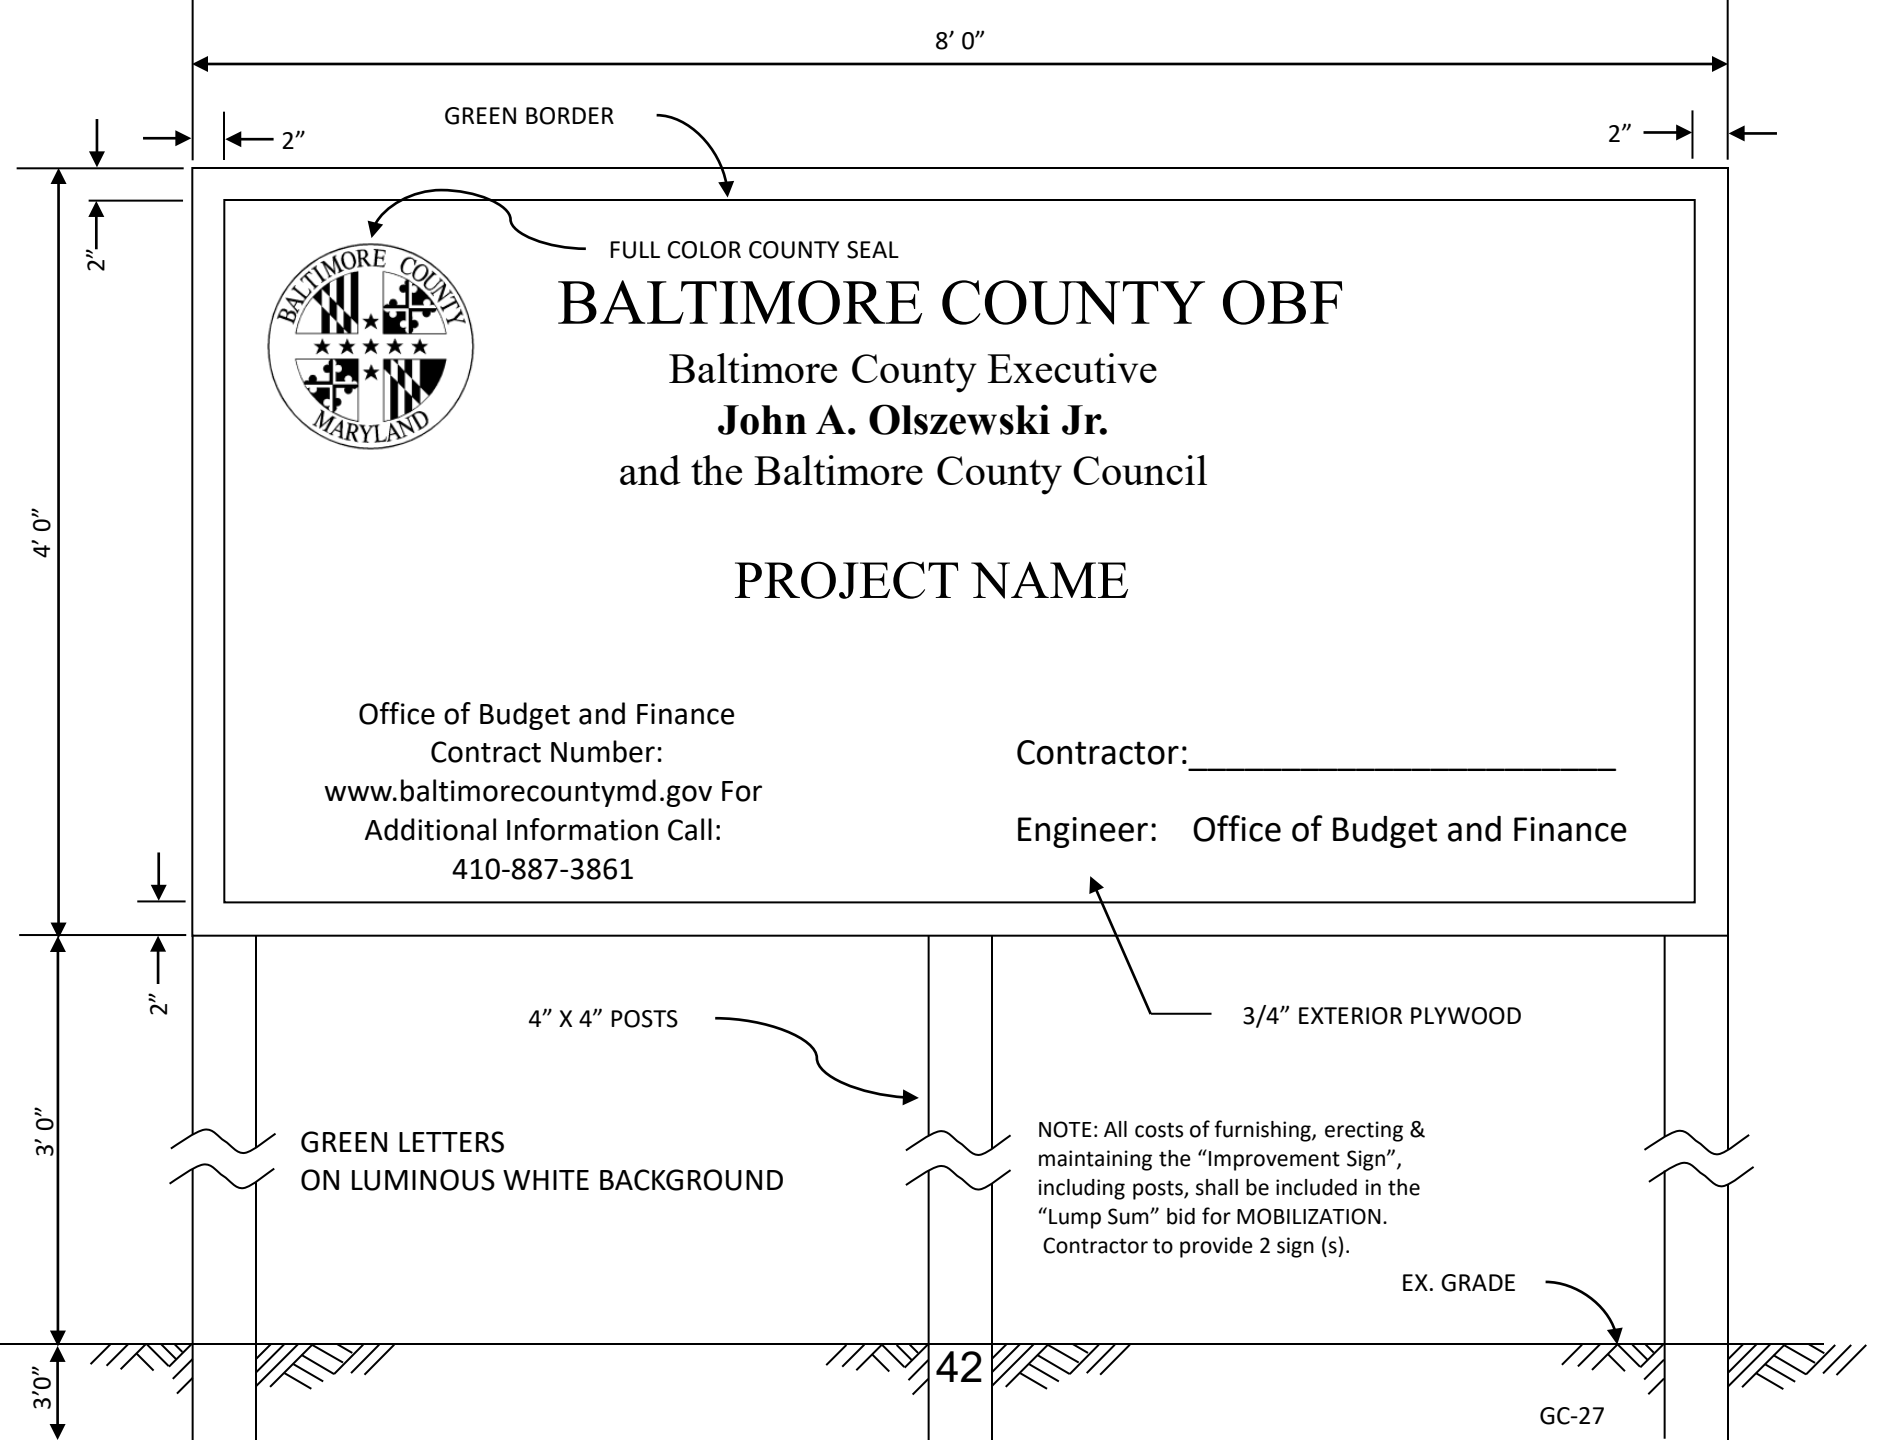 8’ 0”
GREEN BORDER
2”
2”
2”
FULL COLOR COUNTY SEAL
BALTIMORE COUNTY
MARYLAND
BALTIMORE COUNTY OBF
Baltimore County Executive
John A. Olszewski Jr.
and the Baltimore County Council
4’ 0”
PROJECT NAME
Office of Budget and Finance
Contract Number:
www.baltimorecountymd.gov For
Additional Information Call:
410-887-3861
Contractor:_______________________
Engineer: Office of Budget and Finance
2”
4” X 4” POSTS
3/4” EXTERIOR PLYWOOD
3’ 0”
GREEN LETTERS
ON LUMINOUS WHITE BACKGROUND
NOTE: All costs of furnishing, erecting &
maintaining the “Improvement Sign”,
including posts, shall be included in the
“Lump Sum” bid for MOBILIZATION.
Contractor to provide 2 sign (s).
EX. GRADE
42
3’0”
GC-27